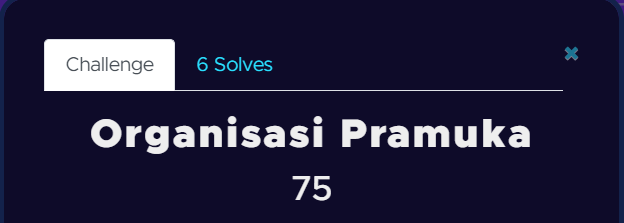 Challenge
6 Solves
✖
Organisasi Pramuka
75